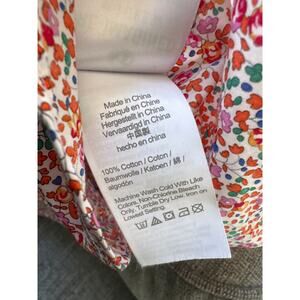 Made in China
Fabriqué en Chine
Hergestellt in China
Vervaardigd in China
中国製
hecho en china
100% Cotton / Coton /
Baumwolle / Katoen / 綿 /
algodón
Machine Wash Cold With Like
Colors, Non-Chlorine Bleach
Only. Tumble Dry Low. Iron on
Lowest Setting.